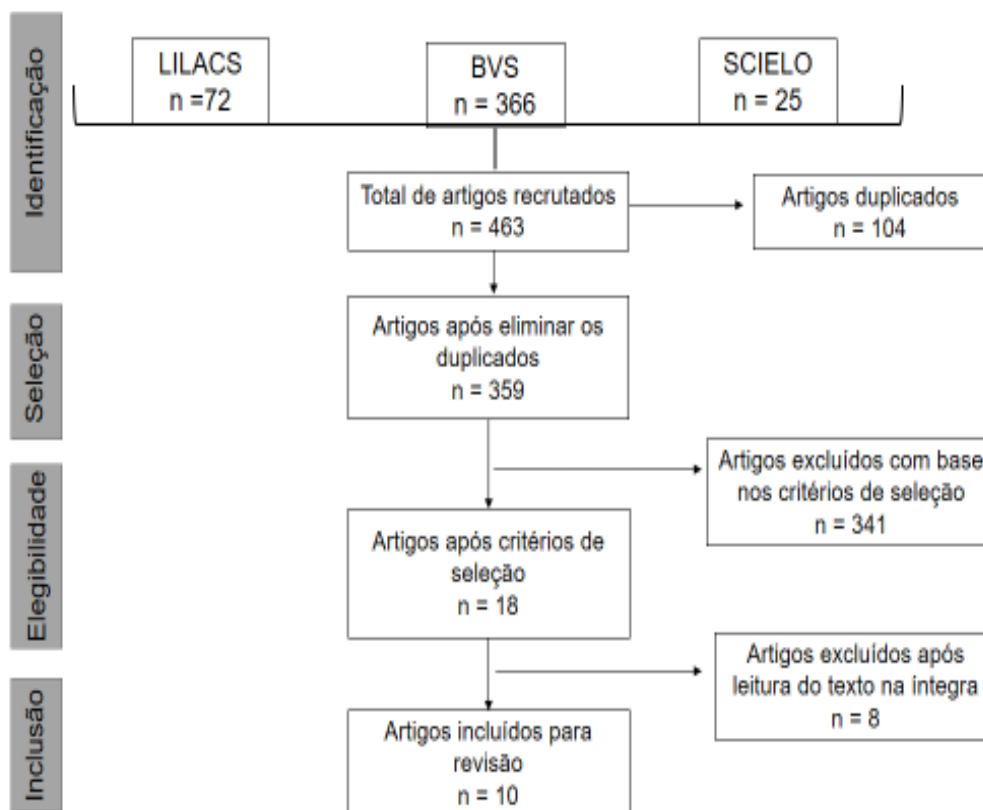 Identificação
LILACS
n =72
BVS
n = 366
SCIELO
n = 25
Total de artigos recrutados
n = 463
Artigos duplicados
n = 104
Seleção
Artigos após eliminar os
duplicados
n = 359
Artigos excluídos com base
nos critérios de seleção
n = 341
Elegibilidade
Artigos após critérios de
seleção
n = 18
Artigos excluídos após
leitura do texto na íntegra
n = 8
Inclusão
Artigos incluídos para
revisão
n = 10